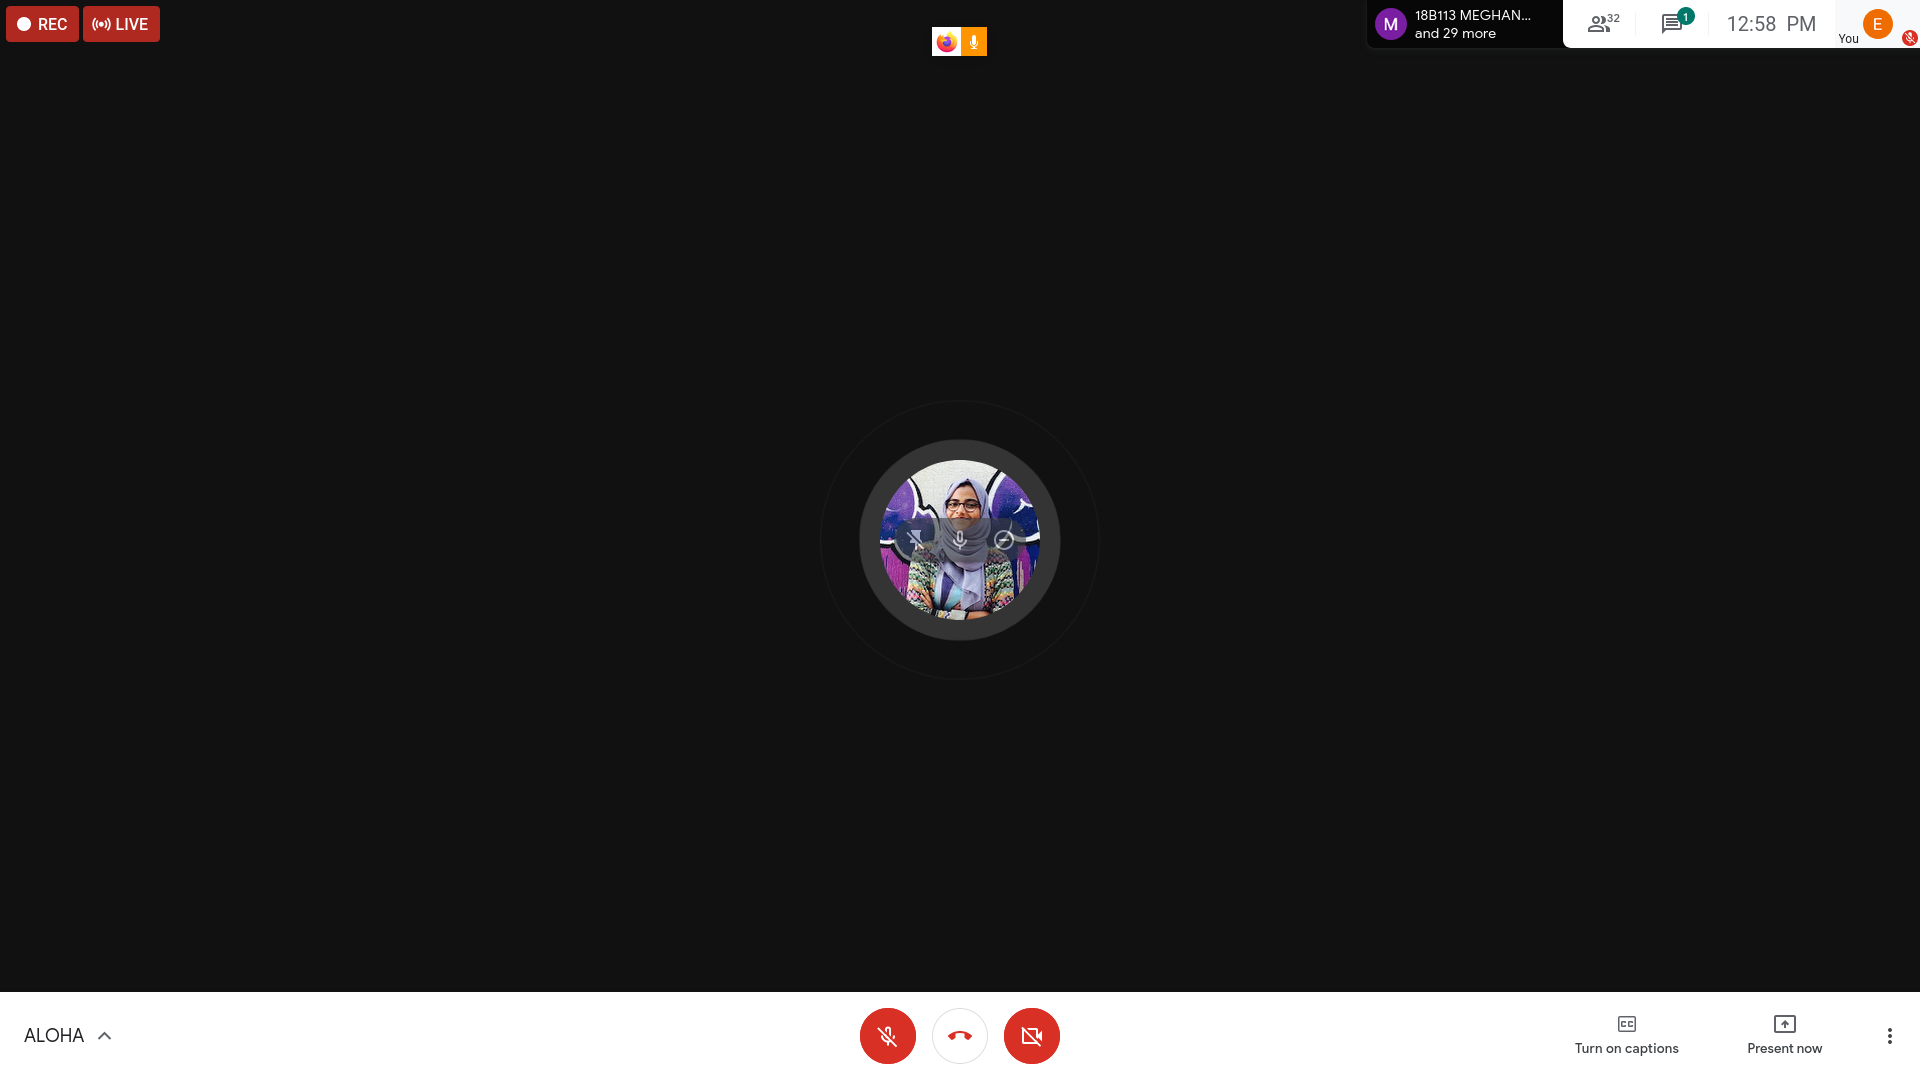 REC
LIVE
M
18B113 MEGHAN...
and 29 more
32
1
12:58 PM
You
E
ALOHA
CC
Turn on captions
Present now